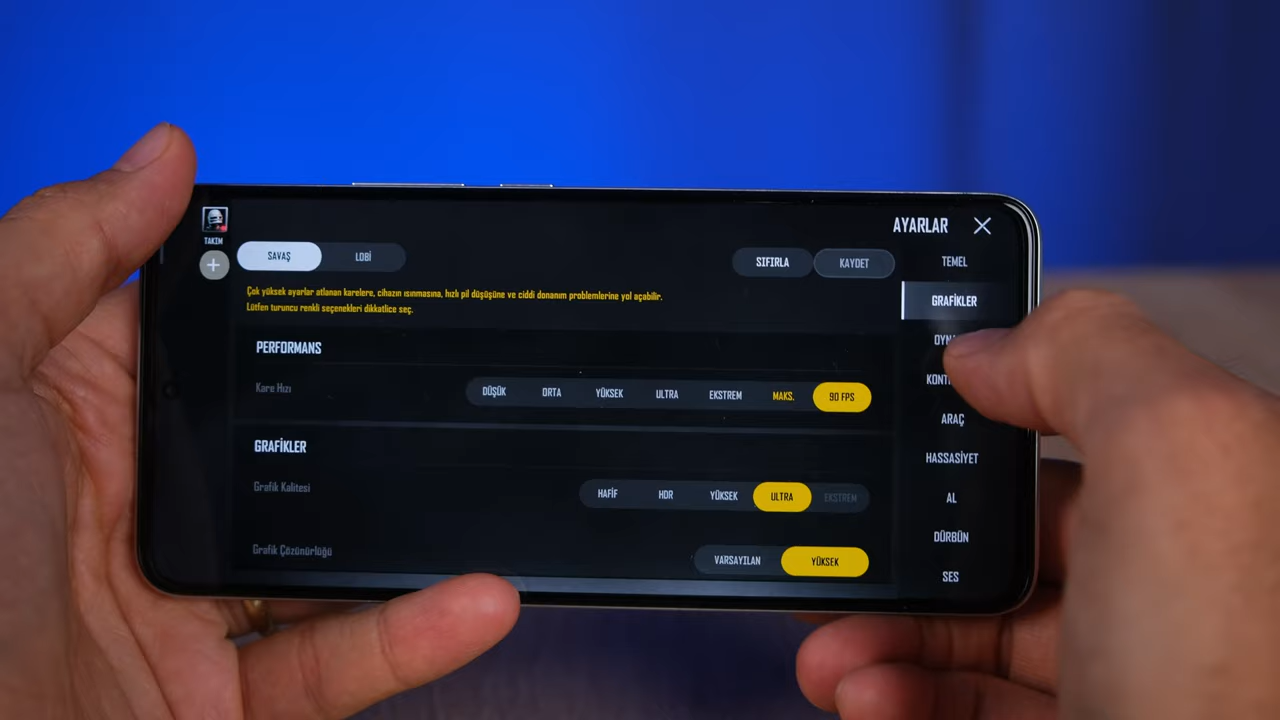 TAKIM
SAVAŞ
LOBİ
SIFIRLA
KAYDET
AYARLAR
Çok yüksek ayarlar atlanan karelere, cihazın ısınmasına, hızlı pil düşüşüne ve ciddi donanım problemlerine yol açabilir.
Lütfen turuncu renkli seçenekleri dikkatlice seç.
PERFORMANS
Kare Hızı
DÜŞÜK ORTA YÜKSEK ULTRA EKSTREM MAKS. 90 FPS
GRAFİKLER
Grafik Kalitesi
HAFİF HDR YÜKSEK ULTRA EKSTREM
Grafik Çözünürlüğü
VARSAYILAN YÜKSEK
TEMEL
GRAFİKLER
ARAÇ
HASSASİYET
AL
DÜRBÜN
SES